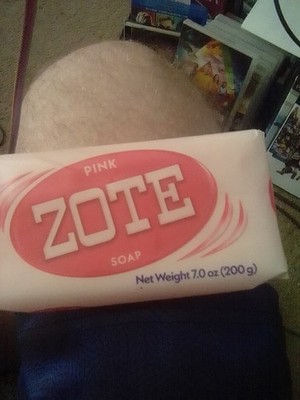 PINK
ZOTE
SOAP
Net Weight 7.0 oz (200 g)